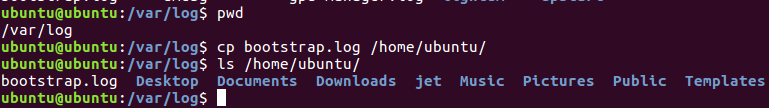 ubuntu@ubuntu:/var/log$ pwd
/var/log
ubuntu@ubuntu:/var/log$ cp bootstrap.log /home/ubuntu/
ubuntu@ubuntu:/var/log$ ls /home/ubuntu/
bootstrap.log Desktop Documents Downloads jet Music Pictures Public Templates
ubuntu@ubuntu:/var/log$